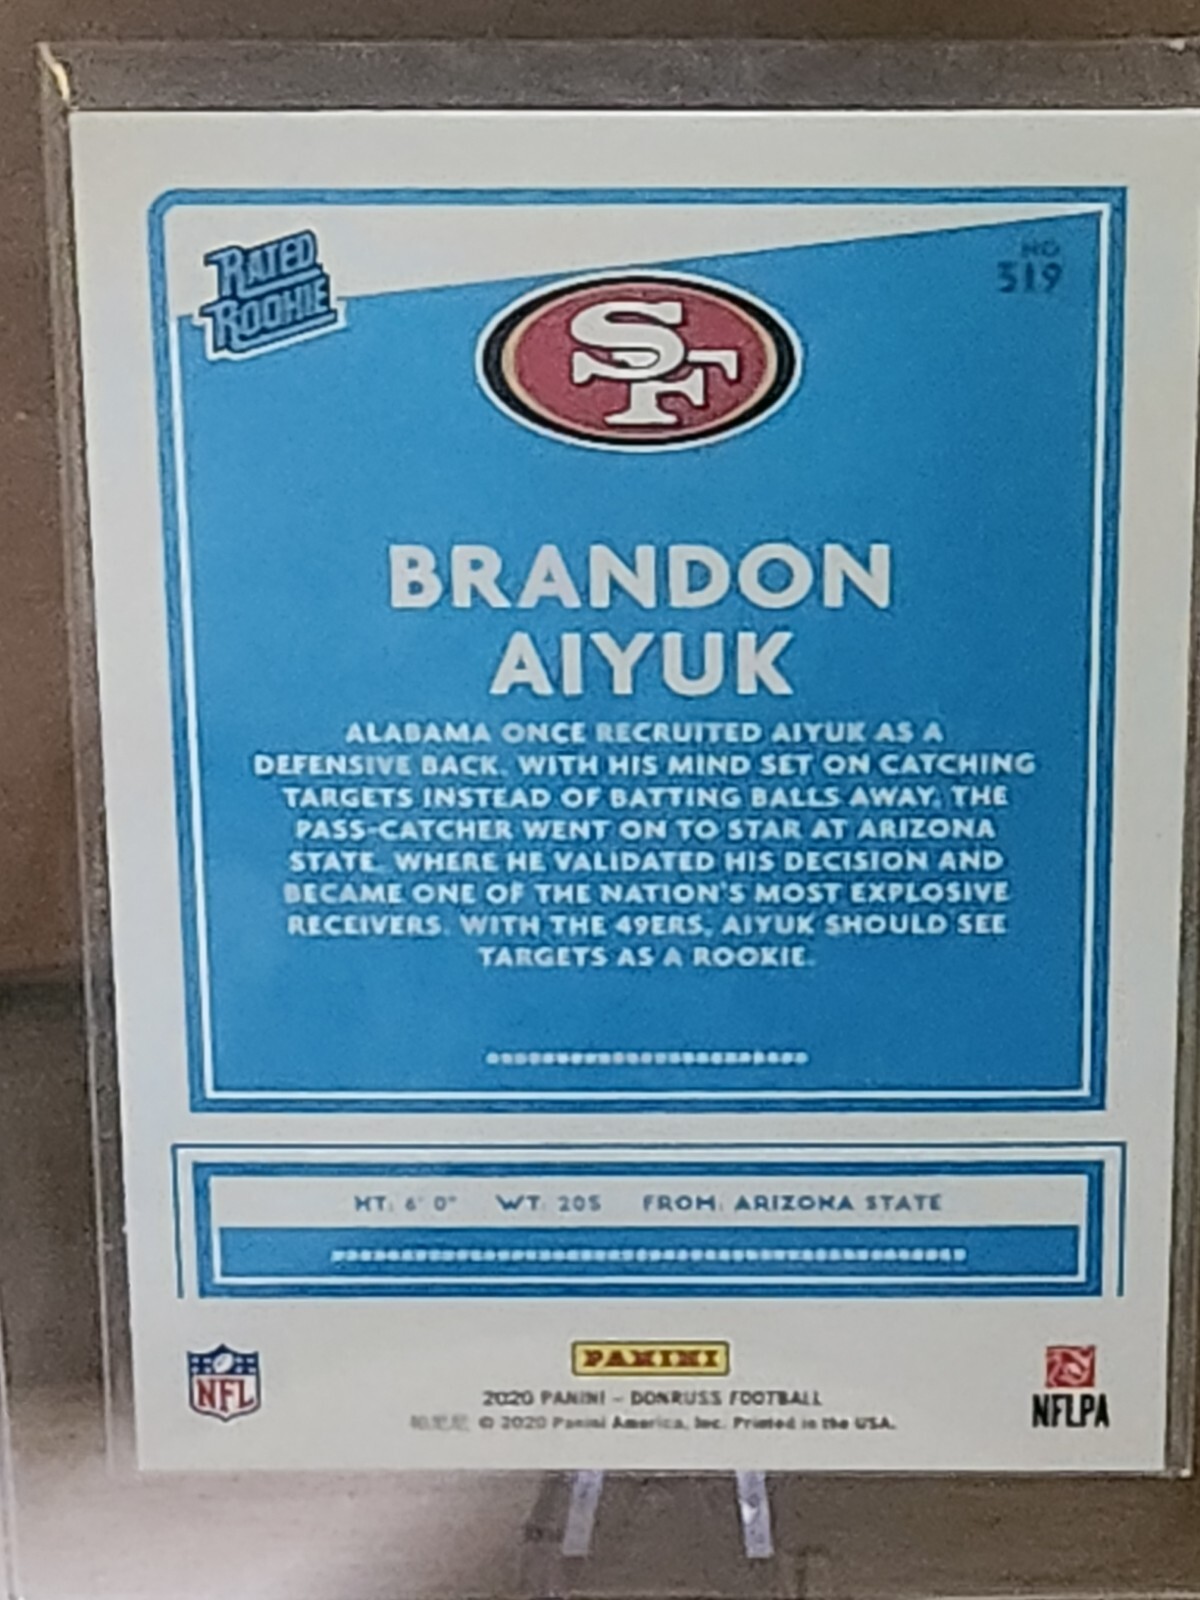 RATED
ROOKIE
NO
319
SF
BRANDON
AIYUK
ALABAMA ONCE RECRUITED AIYUK AS A
DEFENSIVE BACK. WITH HIS MIND SET ON CATCHING
TARGETS INSTEAD OF BATTING BALLS AWAY, THE
PASS-CATCHER WENT ON TO STAR AT ARIZONA
STATE, WHERE HE VALIDATED HIS DECISION AND
BECAME ONE OF THE NATION'S MOST EXPLOSIVE
RECEIVERS. WITH THE 49ERS, AIYUK SHOULD SEE
TARGETS AS A ROOKIE.
HT: 6' 0" WT: 205 FROM: ARIZONA STATE
NFL
PANINI
2020 PANINI – DONRUSS FOOTBALL
© 2020 Panini America, Inc. Printed in the USA.
NFLPA